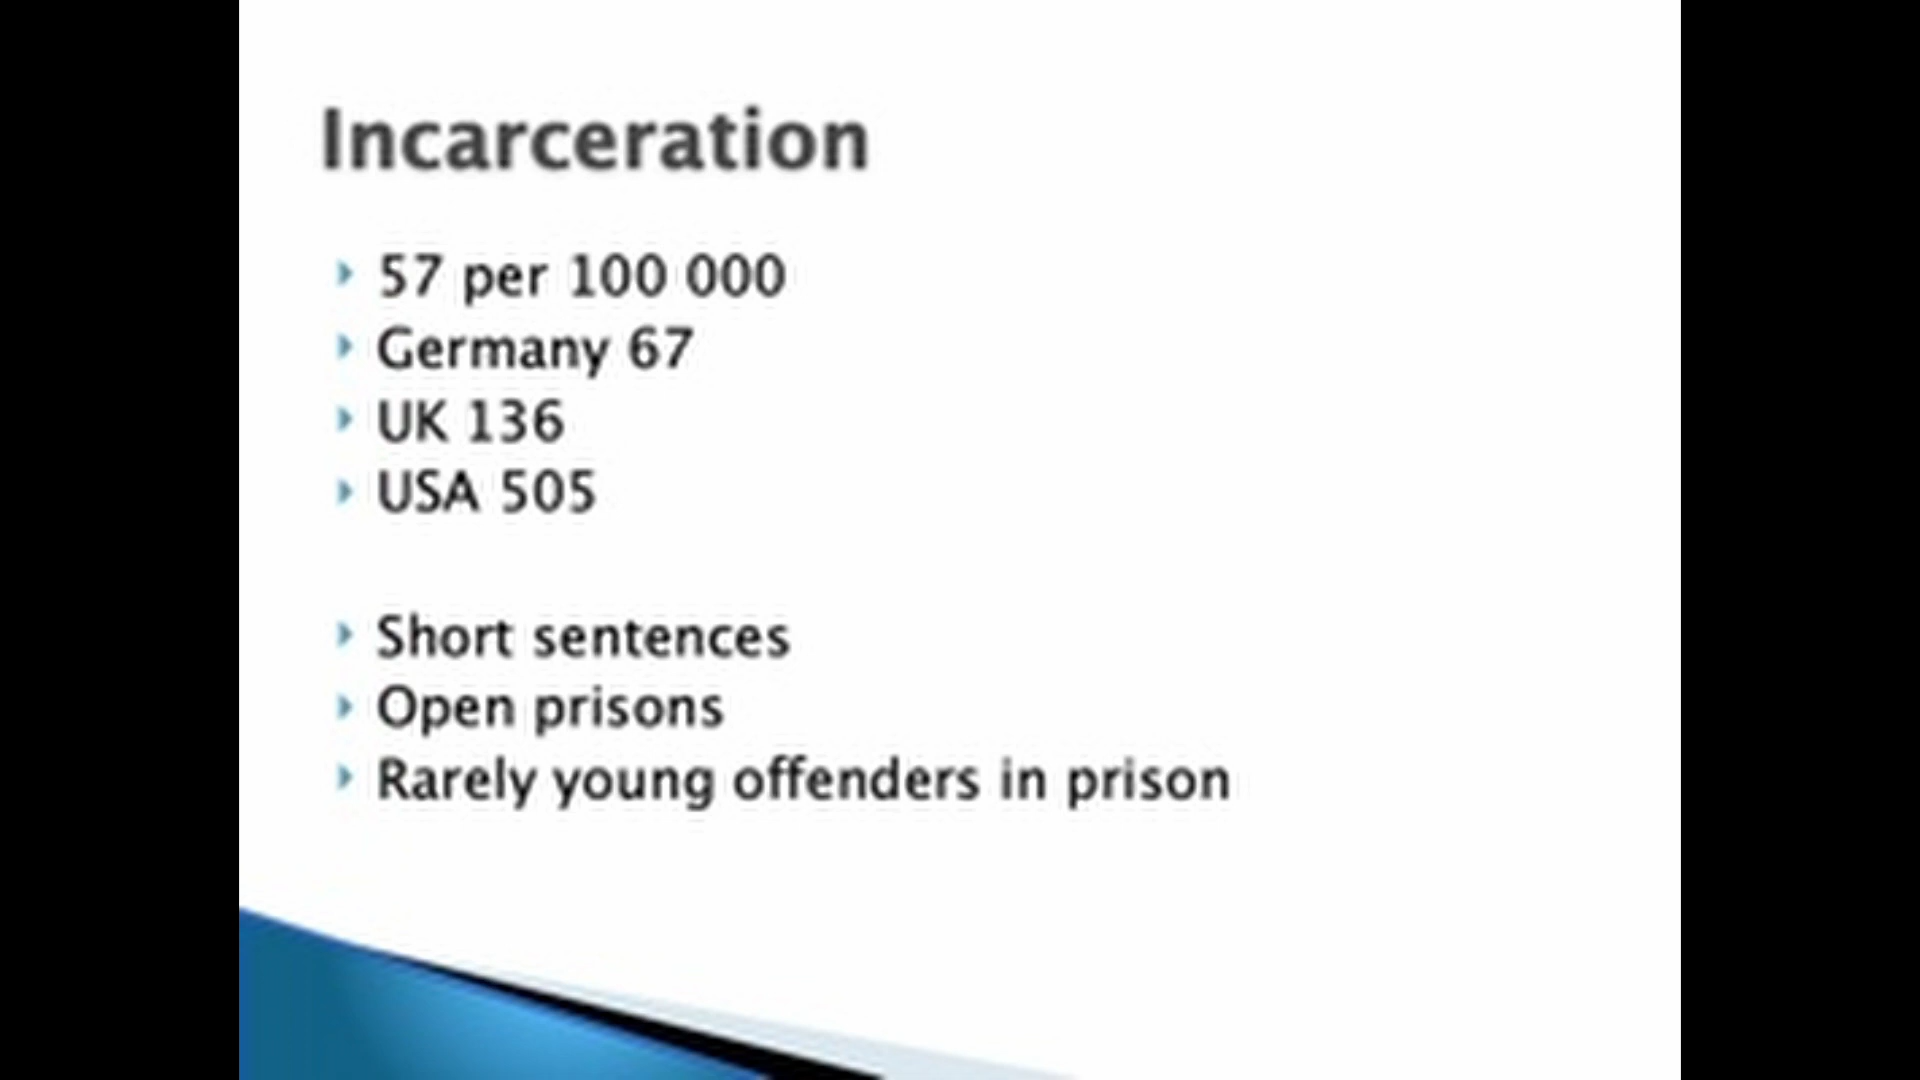 Incarceration
57 per 100 000
Germany 67
UK 136
USA 505
Short sentences
Open prisons
Rarely young offenders in prison